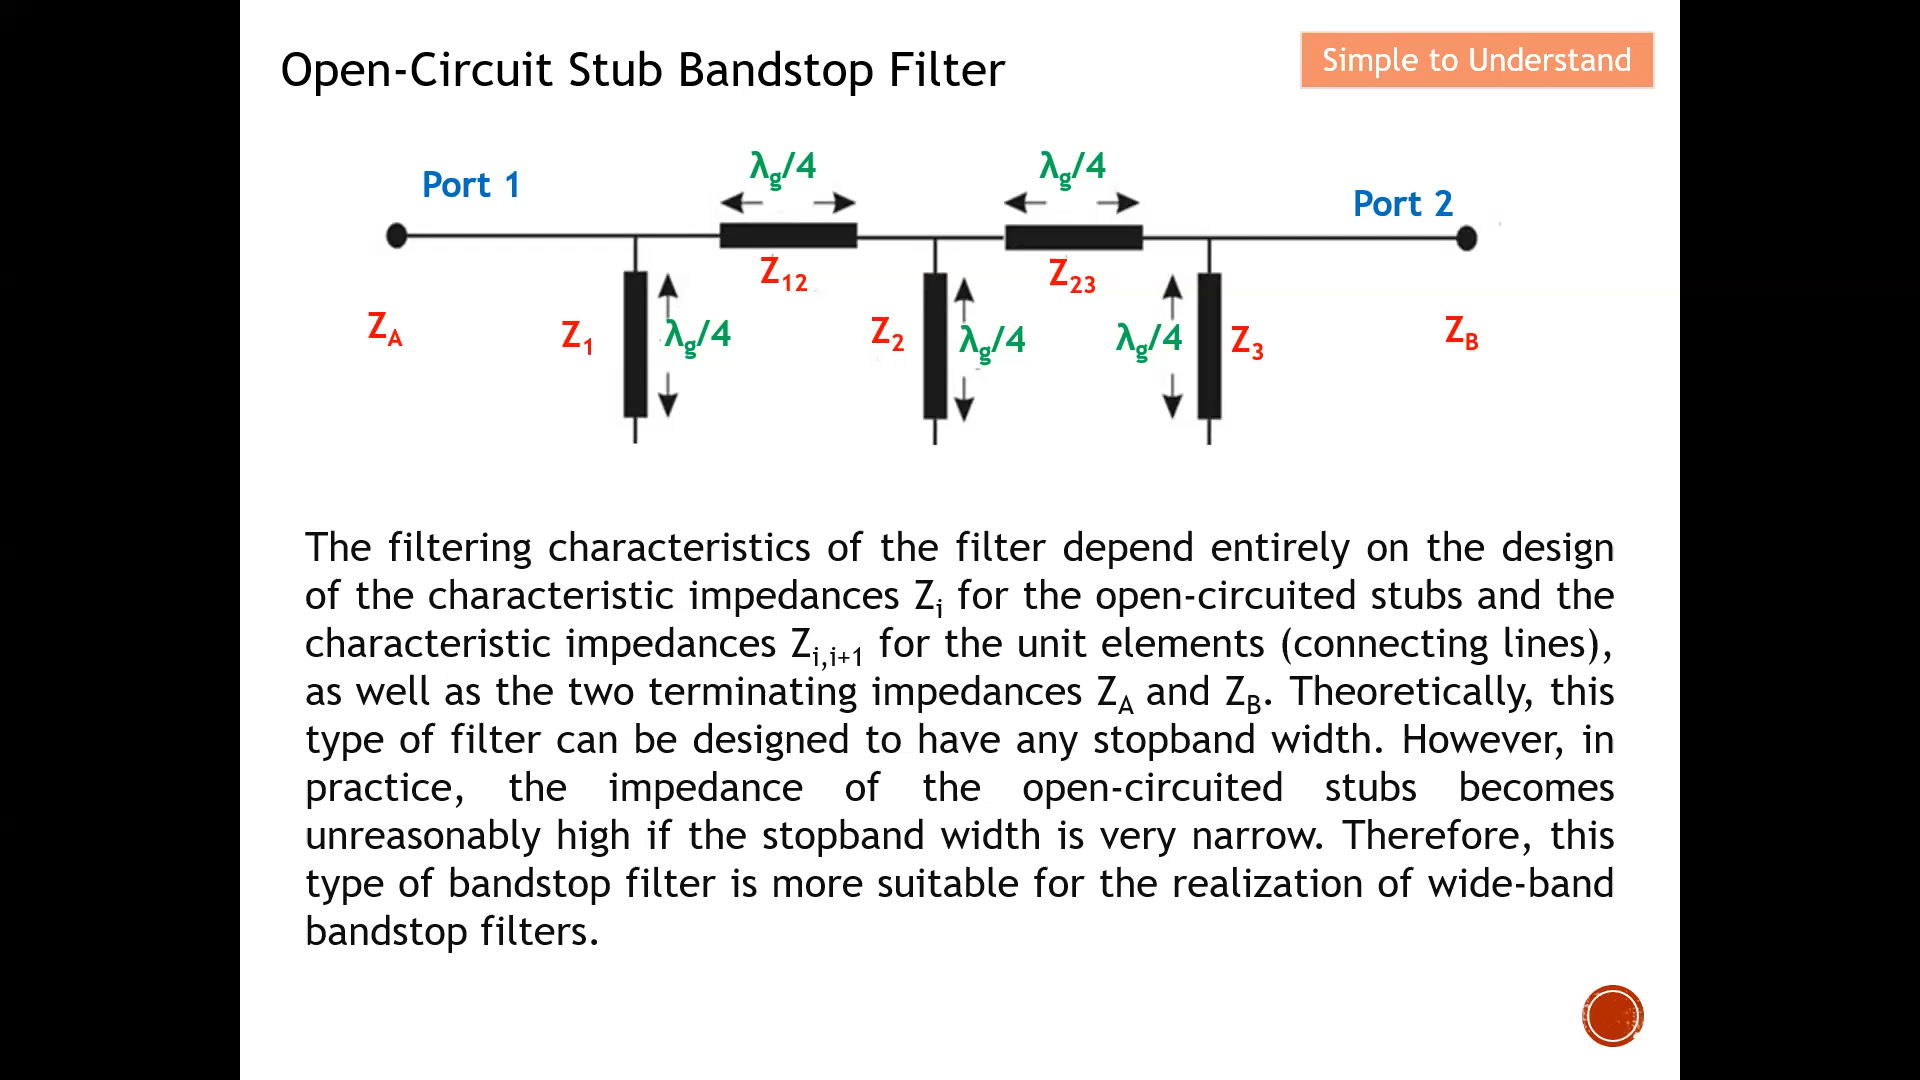 Open-Circuit Stub Bandstop Filter
Simple to Understand
λg/4
λg/4
Port 1
Port 2
Z12
Z23
ZA
Z1
λg/4
Z2
λg/4
λg/4
Z3
ZB
The filtering characteristics of the filter depend entirely on the design
of the characteristic impedances Zi for the open-circuited stubs and the
characteristic impedances Zi,i+1 for the unit elements (connecting lines),
as well as the two terminating impedances ZA and ZB. Theoretically, this
type of filter can be designed to have any stopband width. However, in
practice, the impedance of the open-circuited stubs becomes
unreasonably high if the stopband width is very narrow. Therefore, this
type of bandstop filter is more suitable for the realization of wide-band
bandstop filters.